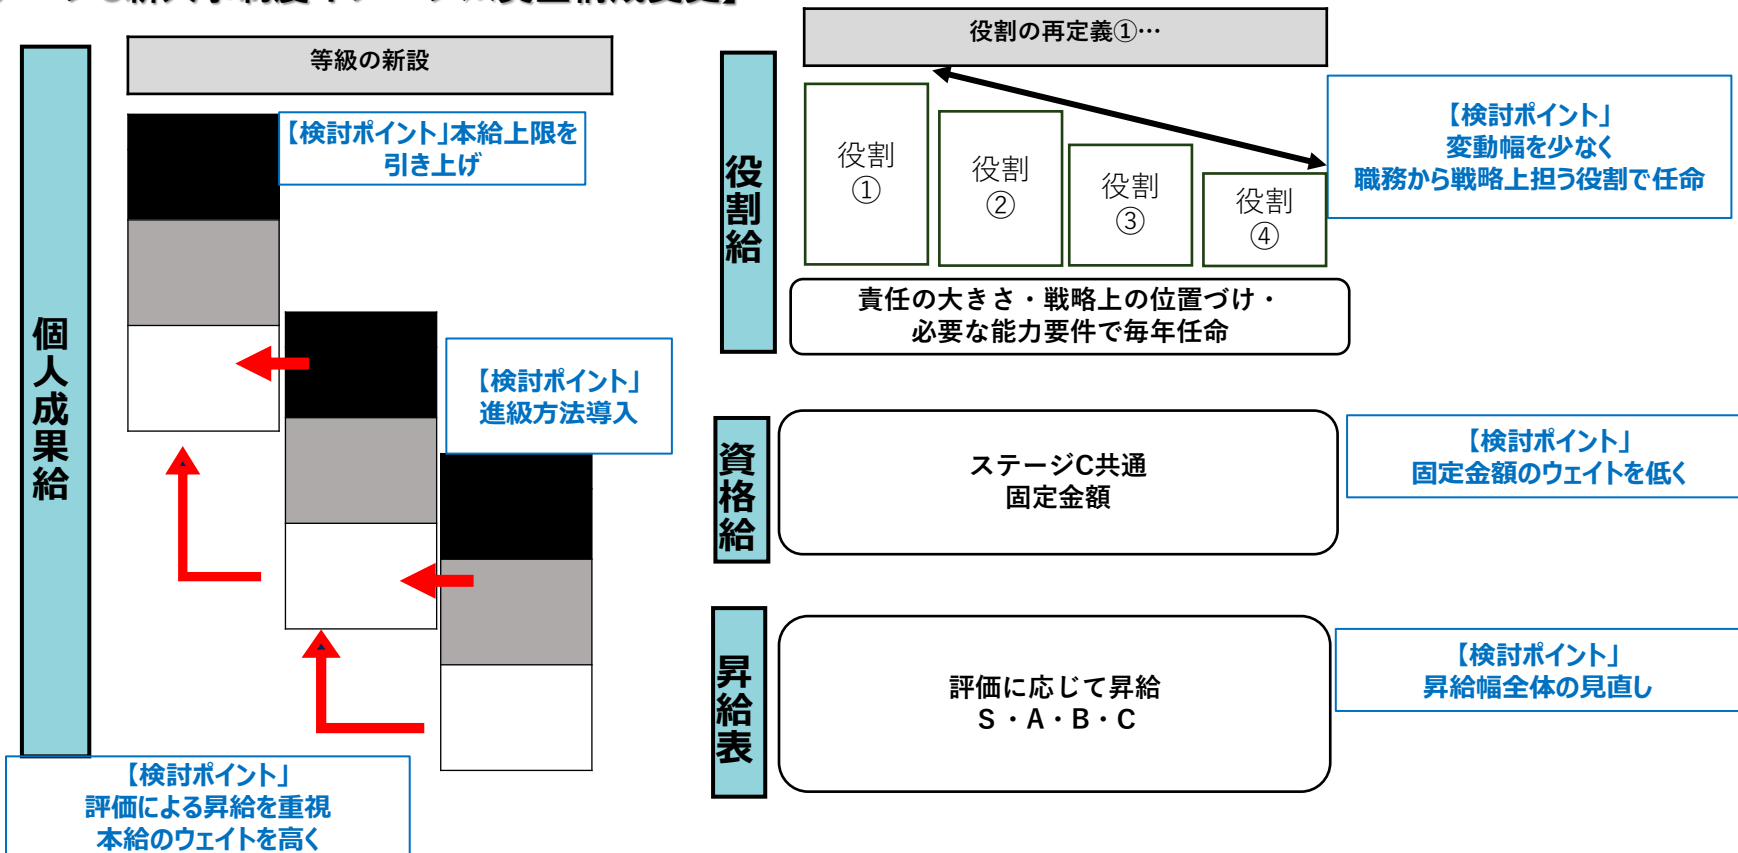 個人成果給
等級の新設
【検討ポイント」本給上限を
引き上げ
【検討ポイント」
進級方法導入
【検討ポイント」
評価による昇給を重視
本給のウェイトを高く
役割給
役割の再定義①…
役割
①
役割
②
役割
③
役割
④
【検討ポイント」
変動幅を少なく
職務から戦略上担う役割で任命
責任の大きさ・戦略上の位置づけ・
必要な能力要件で毎年任命
資格給
ステージC共通
固定金額
【検討ポイント」
固定金額のウェイトを低く
昇給表
評価に応じて昇給
S・A・B・C
【検討ポイント」
昇給幅全体の見直し